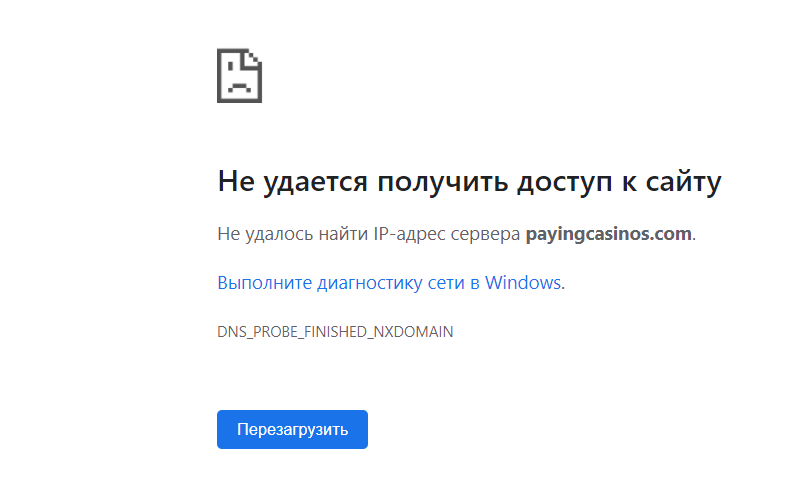 Не удается получить доступ к сайту
Не удалось найти IP-адрес сервера payingcasinos.com.
Выполните диагностику сети в Windows.
DNS_PROBE_FINISHED_NXDOMAIN
Перезагрузить